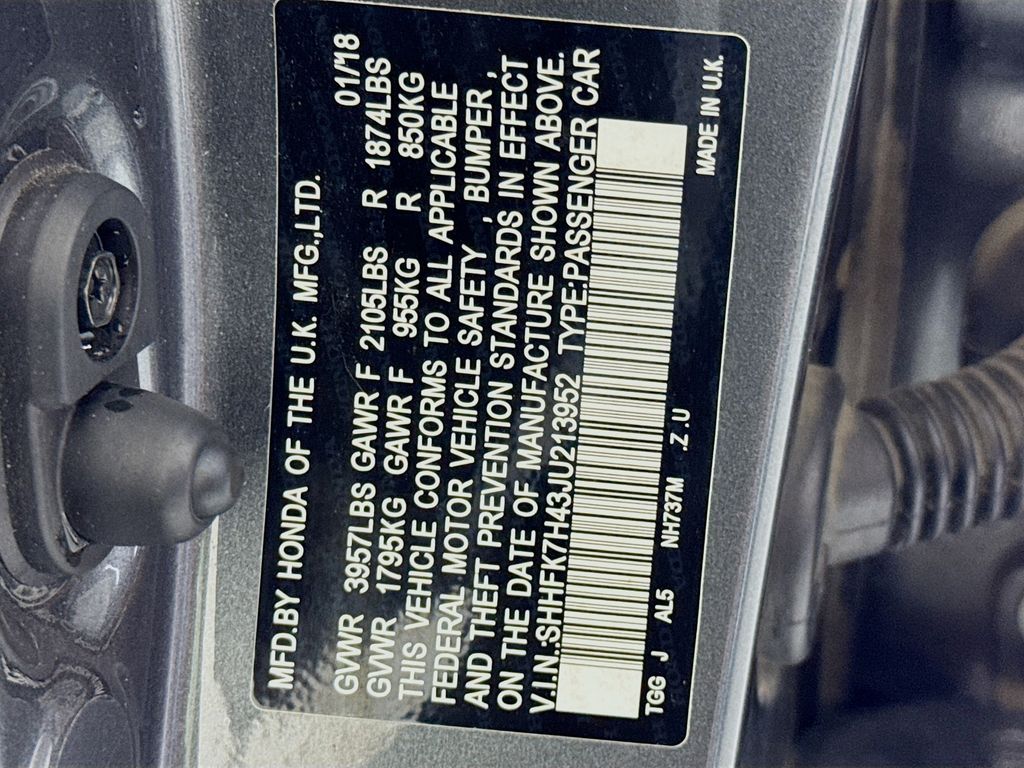 MFD.BY HONDA OF THE U.K. MFG.,LTD.
01/18
GVWR 3957LBS GAWR F 2105LBS R 1874LBS
GVWR 1795KG GAWR F 955KG R 850KG
THIS VEHICLE CONFORMS TO ALL APPLICABLE
FEDERAL MOTOR VEHICLE SAFETY , BUMPER ,
AND THEFT PREVENTION STANDARDS IN EFFECT
ON THE DATE OF MANUFACTURE SHOWN ABOVE.
V.I.N.:SHHFK7H43JU213952 TYPE:PASSENGER CAR
TGG J AL5 NH737M .Z .U MADE IN U.K.